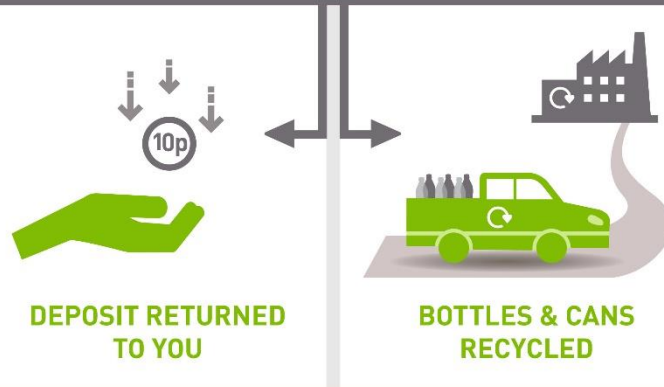 10p
DEPOSIT RETURNED
TO YOU
BOTTLES & CANS
RECYCLED